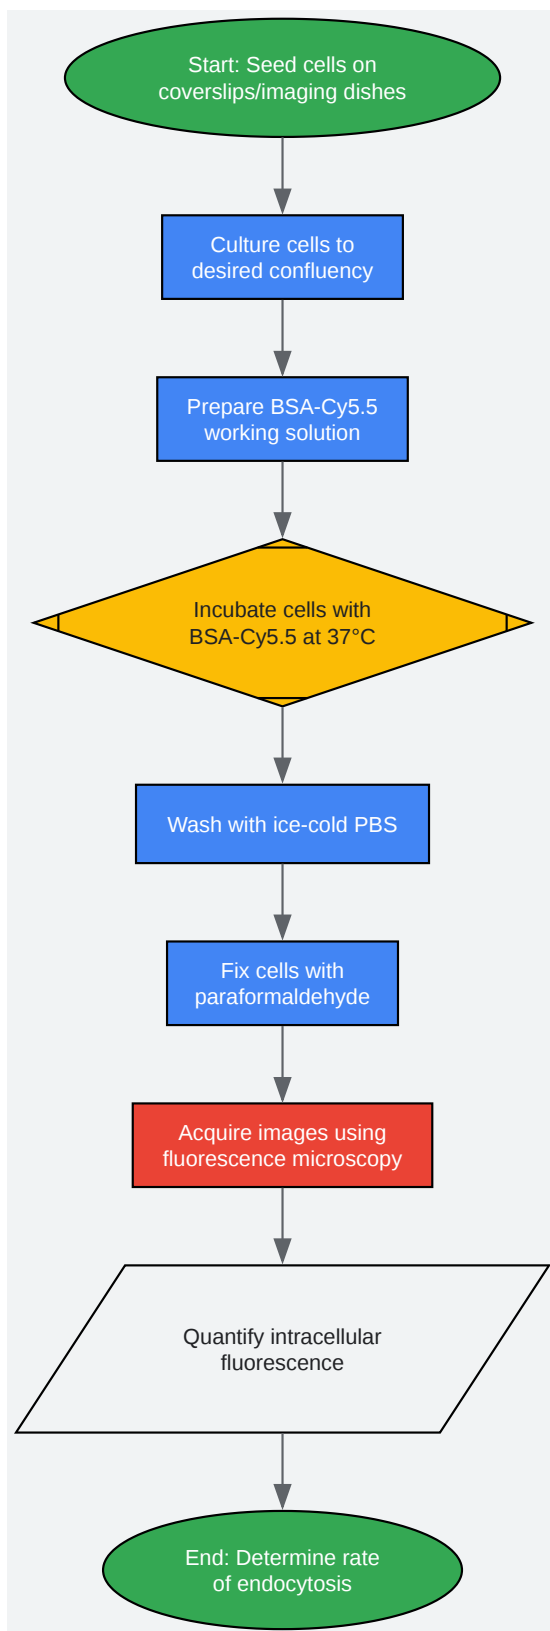 Start: Seed cells on
coverslips/imaging dishes
Culture cells to
desired confluency
Prepare BSA-Cy5.5
working solution
Incubate cells with
BSA-Cy5.5 at 37°C
Wash with ice-cold PBS
Fix cells with
paraformaldehyde
Acquire images using
fluorescence microscopy
Quantify intracellular
fluorescence
End: Determine rate
of endocytosis